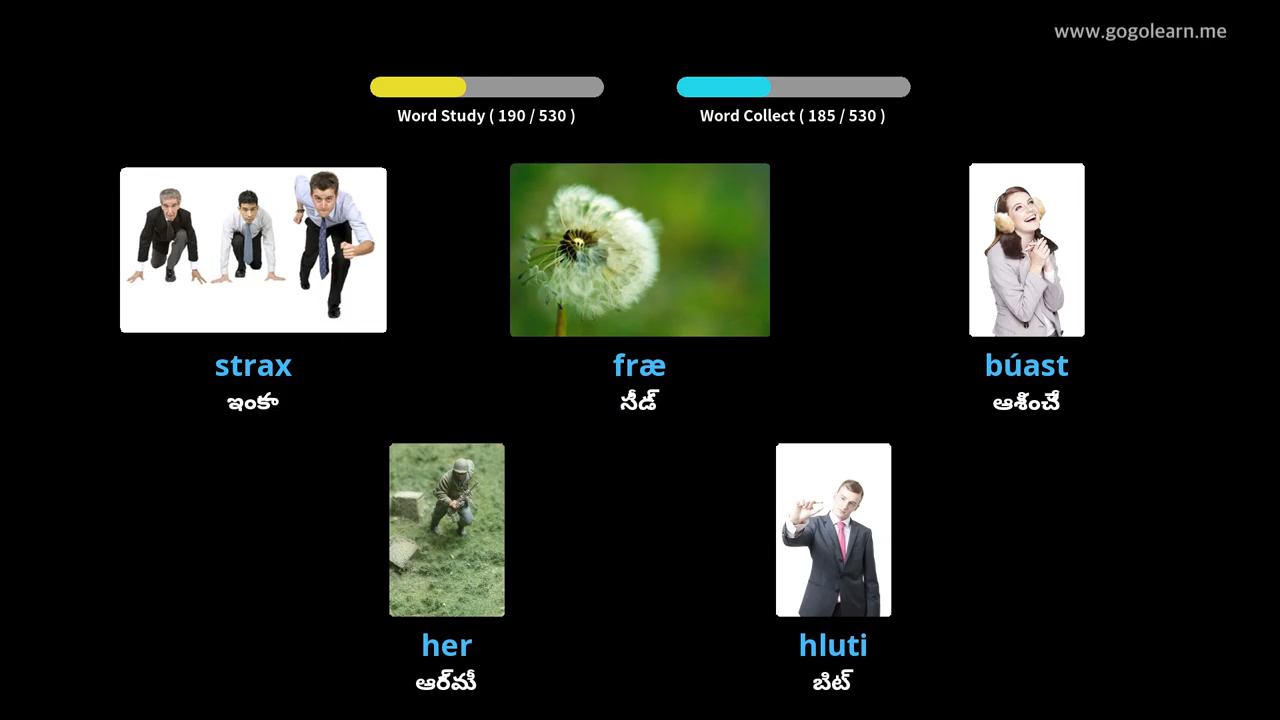 www.gogolearn.me
Word Study ( 190 / 530 )
Word Collect ( 185 / 530 )
strax
ఇంకా
fræ
సీడ్
búast
ఆశించే
her
ఆర్మీ
hluti
బిట్